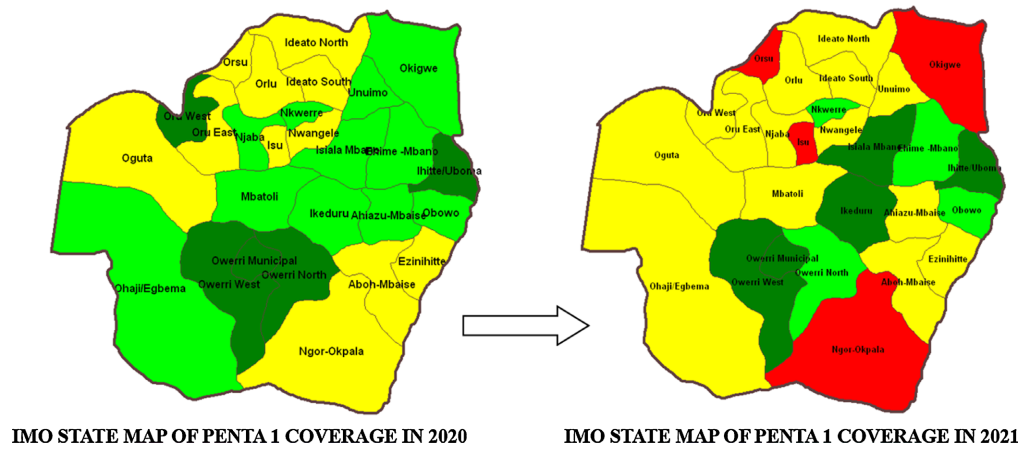 Ideato North
Orsu
Okigwe
Orlu
Ideato South
Unuimo
Oru West
Nkwerre
Oru East
Njaba
Nwangele
Isu
Isiala Mbano
Ehime -Mbano
Oguta
Ihitte/Uboma
Mbatoli
Ikeduru
Ahiazu-Mbaise
Obowo
Owerri Municipal
Ezinihitte
Owerri North
Ohaji/Egbema
Owerri West
Aboh-Mbaise
Ngor-Okpala
IMO STATE MAP OF PENTA 1 COVERAGE IN 2020
Ideato North
Orsu
Okigwe
Orlu
Ideato South
Unuimo
Oru West
Nkwerre
Oru East
Njaba
Nwangele
Isu
Isiala Mbano
Ehime -Mbano
Oguta
Ihitte/Uboma
Mbatoli
Ikeduru
Ahiazu-Mbaise
Obowo
Owerri Municipal
Ezinihitte
Owerri North
Ohaji/Egbema
Owerri West
Aboh-Mbaise
Ngor-Okpala
IMO STATE MAP OF PENTA 1 COVERAGE IN 2021